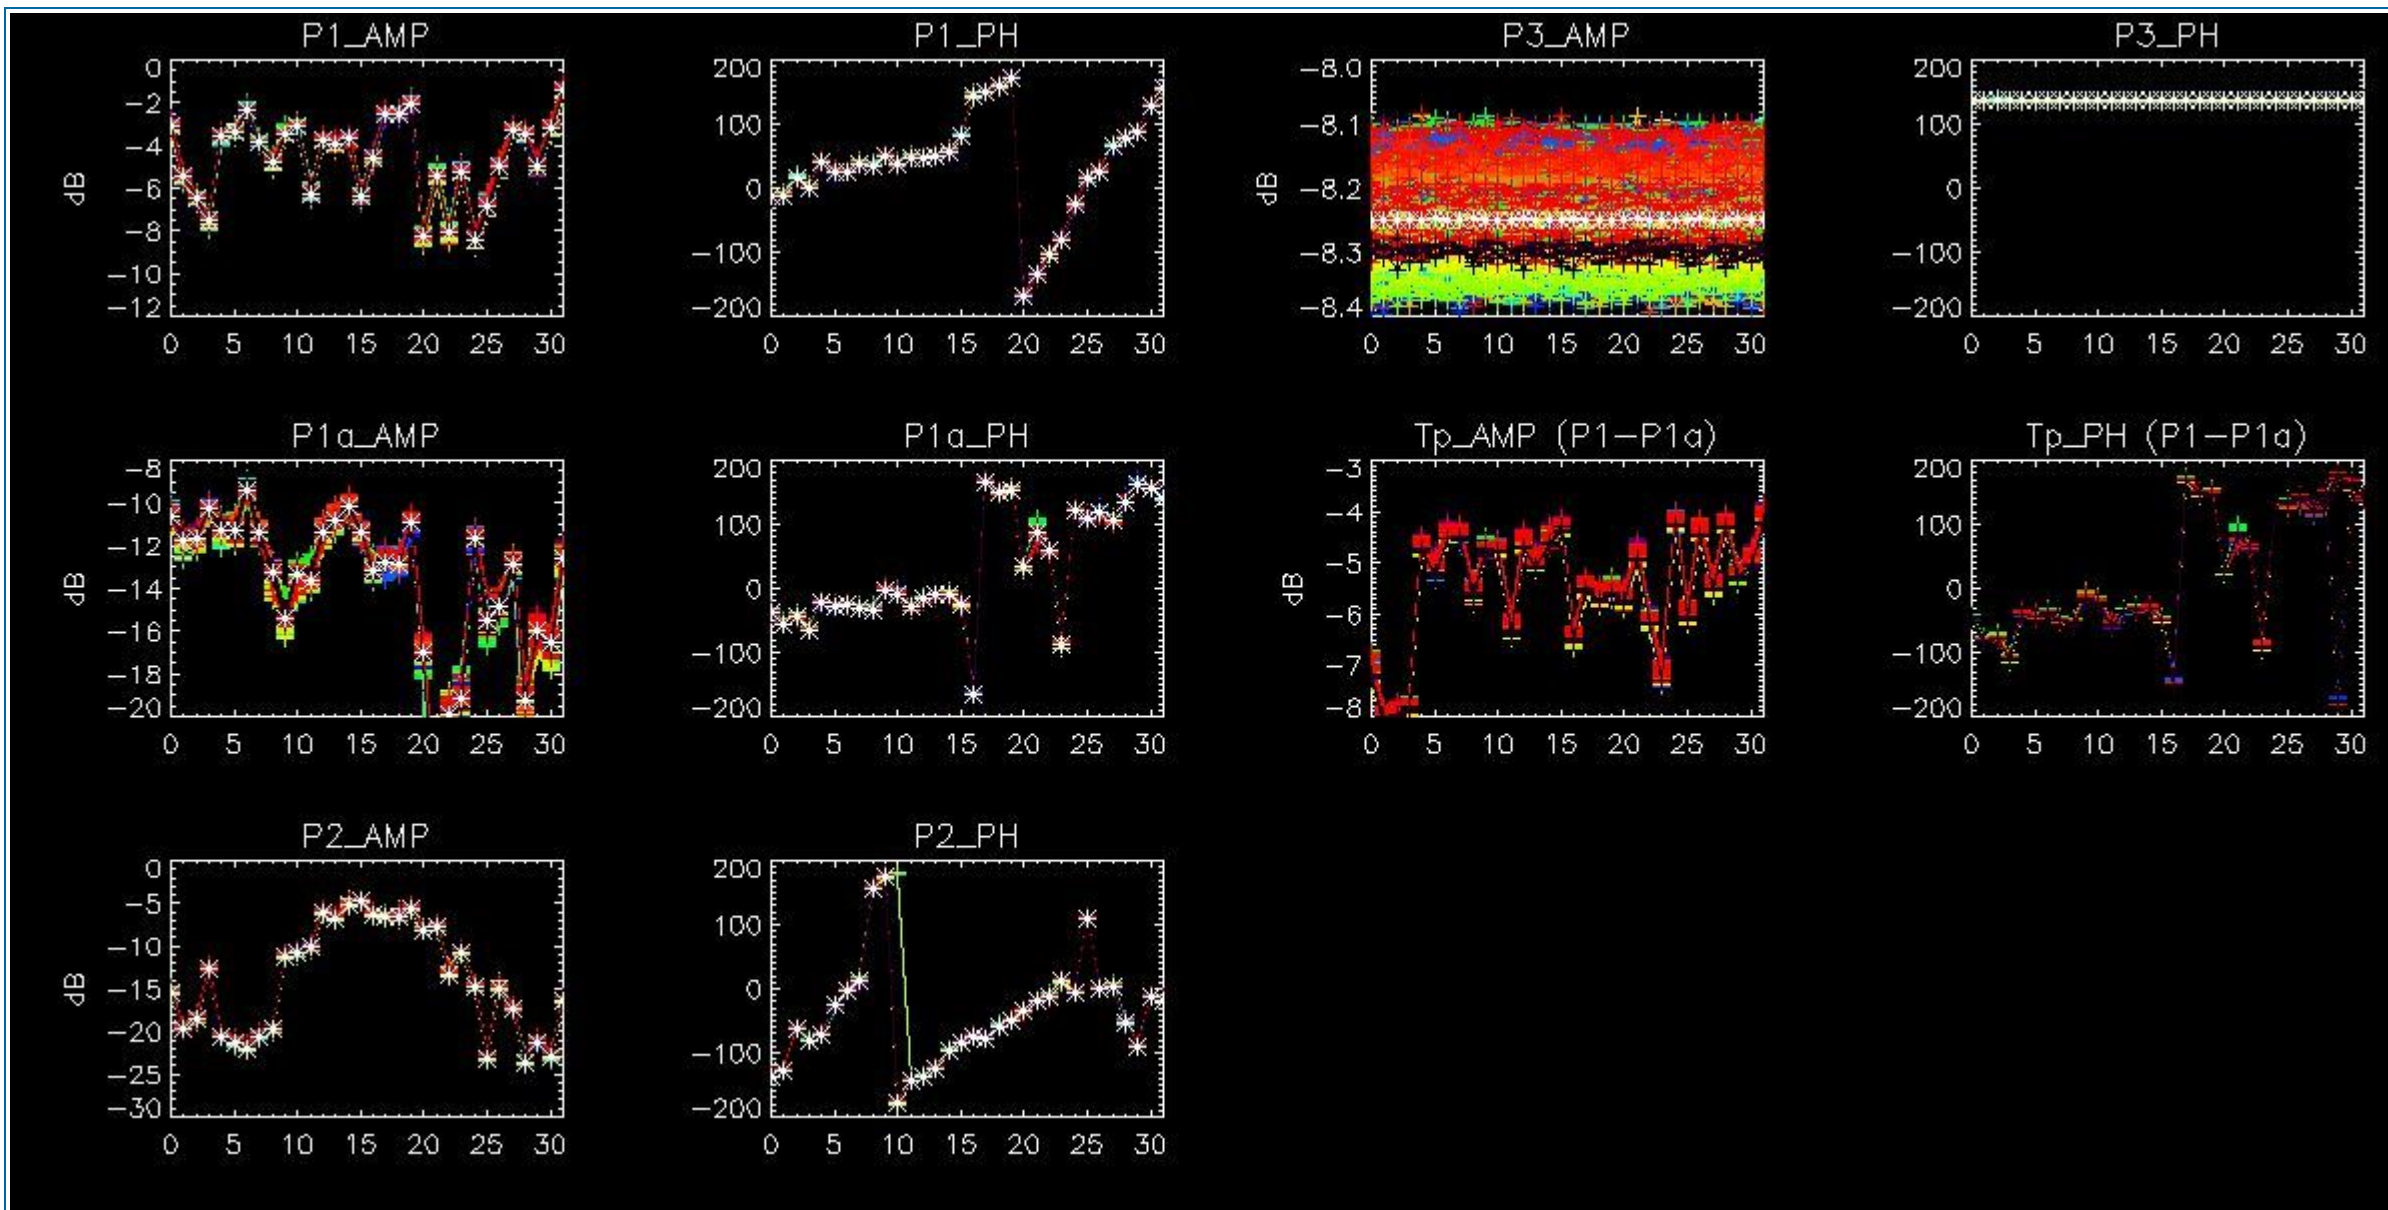 P1_AMP
P1_PH
P3_AMP
P3_PH
0
−2
−4
−6
−8
−10
−12
dB
0 5 10 15 20 25 30
200
100
0
−100
−200
0 5 10 15 20 25 30
−8.0
−8.1
−8.2
−8.3
−8.4
dB
0 5 10 15 20 25 30
200
100
0
−100
−200
0 5 10 15 20 25 30
P1a_AMP
P1a_PH
Tp_AMP (P1−P1a)
Tp_PH (P1−P1a)
−8
−10
−12
−14
−16
−18
−20
dB
0 5 10 15 20 25 30
200
100
0
−100
−200
0 5 10 15 20 25 30
−3
−4
−5
−6
−7
−8
dB
0 5 10 15 20 25 30
200
100
0
−100
−200
0 5 10 15 20 25 30
P2_AMP
P2_PH
0
−5
−10
−15
−20
−25
−30
dB
0 5 10 15 20 25 30
200
100
0
−100
−200
0 5 10 15 20 25 30